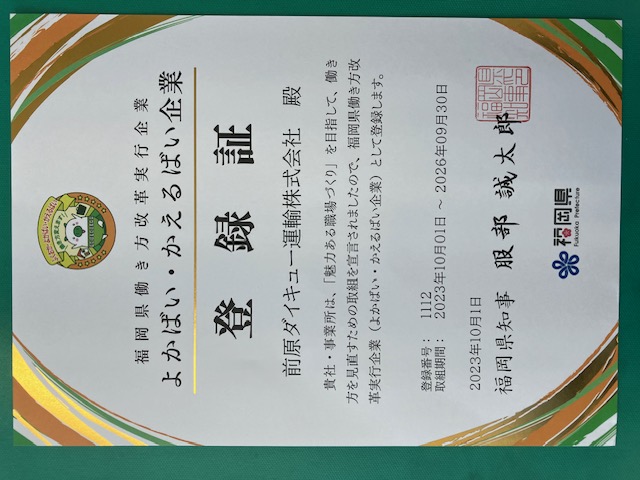 福岡県働き方改革実行企業
よかばい・かえるばい企業
登録証
前原ダイキュー運輸株式会社 殿
貴社・事業所は、「魅力ある職場づくり」を目指して、働き
方を見直すための取組を宣言されましたので、福岡県働き方改
革実行企業（よかばい・かえるばい企業）として登録します。
登録番号： 1112
取組期間： 2023年10月01日 ～ 2026年09月30日
2023年10月1日
福岡県知事 服部 誠太郎
福岡県
Fukuoka Prefecture